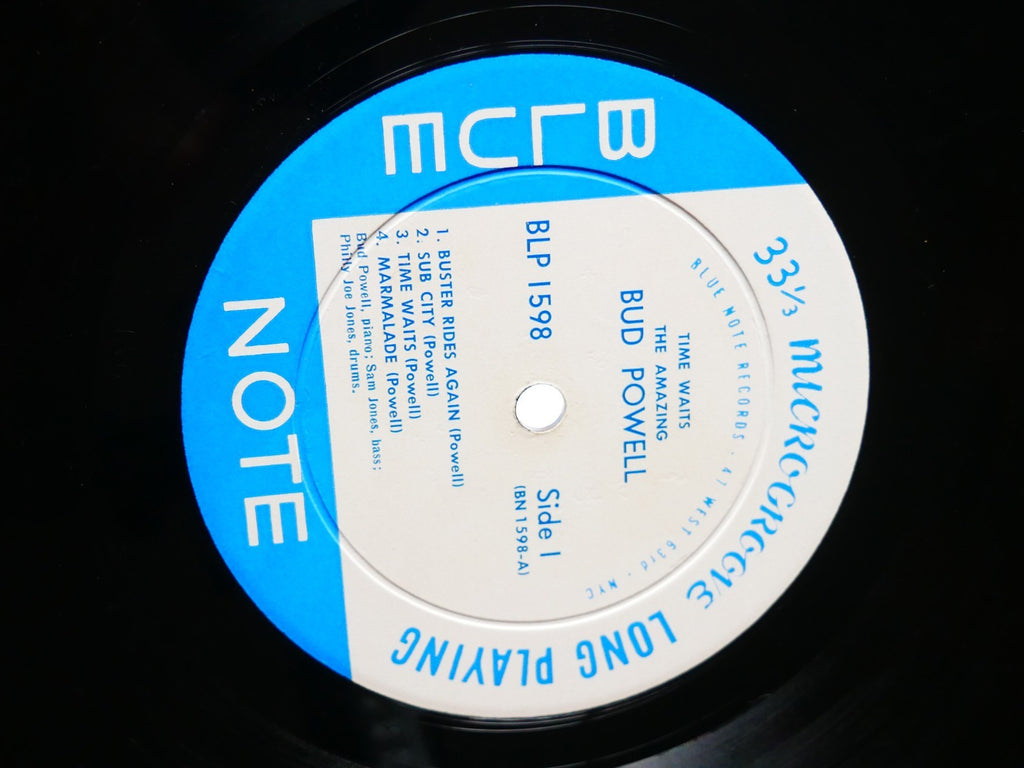 BLUE
NOTE
33⅓ MICROGROOVE LONG PLAYING
BLUE NOTE RECORDS · 47 WEST 63rd · NYC
TIME WAITS
THE AMAZING
BUD POWELL
BLP 1598
Side 1
(BN 1598-A)
1. BUSTER RIDES AGAIN (Powell)
2. SUB CITY (Powell)
3. TIME WAITS (Powell)
4. MARMALADE (Powell)
Bud Powell, piano; Sam Jones, bass;
Philly Joe Jones, drums.